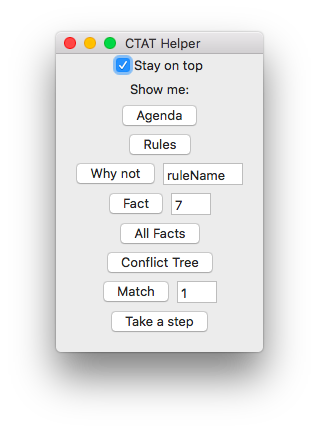 CTAT Helper
Stay on top
Show me:
Agenda
Rules
Why not ruleName
Fact 7
All Facts
Conflict Tree
Match 1
Take a step